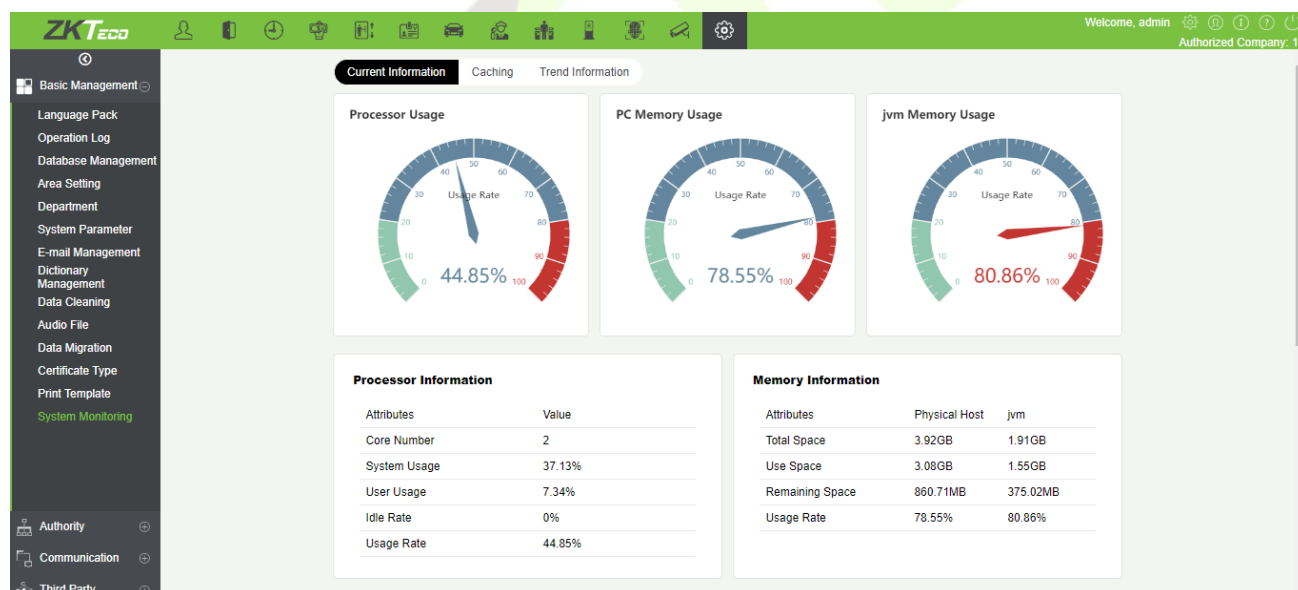 ZKTECO
Welcome, admin
Authorized Company: 1
Basic Management
Language Pack
Operation Log
Database Management
Area Setting
Department
System Parameter
E-mail Management
Dictionary
Management
Data Cleaning
Audio File
Data Migration
Certificate Type
Print Template
System Monitoring
Authority
Communication
Third Party
Current Information Caching Trend Information
Processor Usage
0 10 20 30 40 50 60 70 80 90 100
Usage Rate
44.85%
PC Memory Usage
0 10 20 30 40 50 60 70 80 90 100
Usage Rate
78.55%
jvm Memory Usage
0 10 20 30 40 50 60 70 80 90 100
Usage Rate
80.86%
Processor Information
Attributes Value
Core Number 2
System Usage 37.13%
User Usage 7.34%
Idle Rate 0%
Usage Rate 44.85%
Memory Information
Attributes Physical Host jvm
Total Space 3.92GB 1.91GB
Use Space 3.08GB 1.55GB
Remaining Space 860.71MB 375.02MB
Usage Rate 78.55% 80.86%